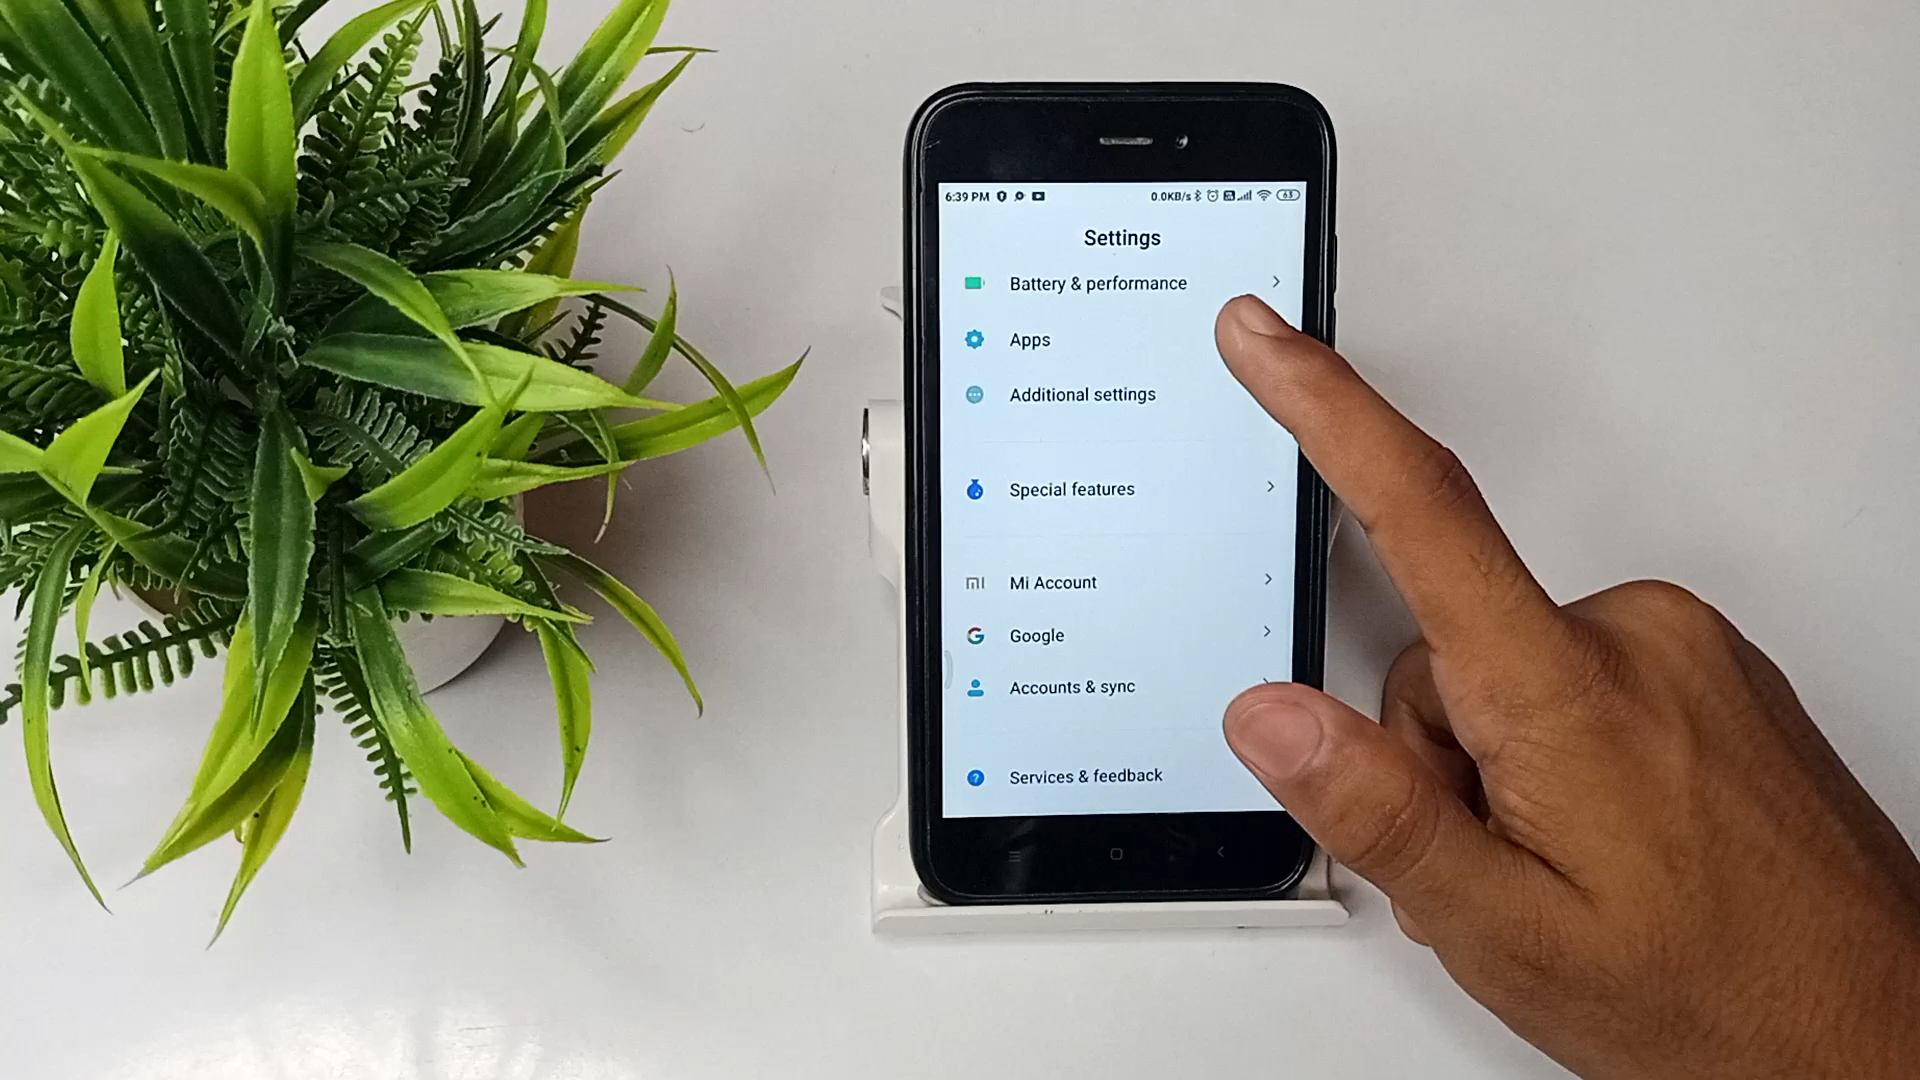 6:39 PM 0.0KB/s 63
Settings
Battery & performance
Apps
Additional settings
Special features
Mi Account
Google
Accounts & sync
Services & feedback